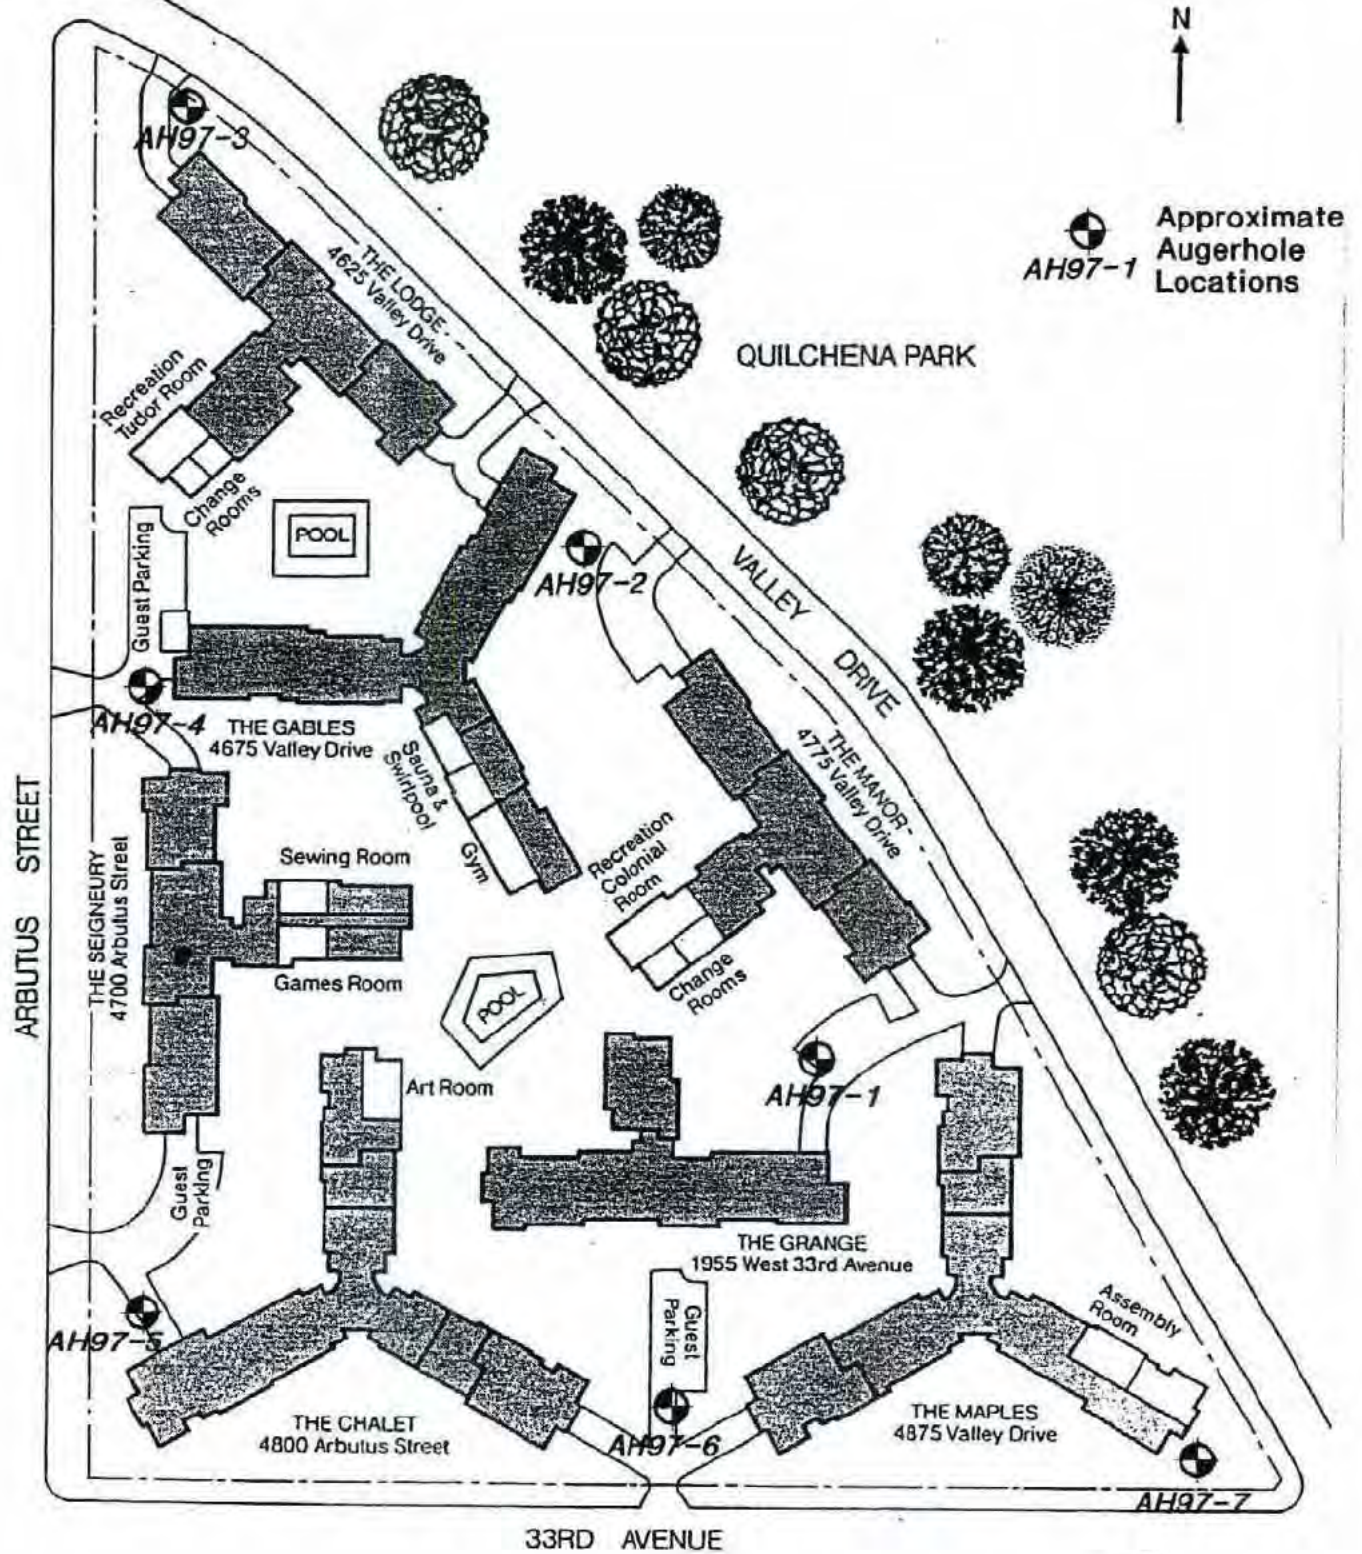 N
AH97-3
Approximate
Augerhole
Locations
AH97-1
THE LODGE
4625 Valley Drive
QUILCHENA PARK
Recreation
Tudor Room
Change
Rooms
POOL
Guest Parking
AH97-2
VALLEY
DRIVE
AH97-4
THE GABLES
4675 Valley Drive
Sauna &
Swirlpool
Gym
THE MANOR
4775 Valley Drive
ARBUTUS STREET
THE SEIGNEURY
4700 Arbutus Street
Sewing Room
Games Room
Recreation
Colonial
Room
Change
Rooms
POOL
Art Room
AH97-1
Guest
Parking
THE GRANGE
1955 West 33rd Avenue
Guest
Parking
Assembly
Room
AH97-5
THE CHALET
4800 Arbutus Street
AH97-6
THE MAPLES
4875 Valley Drive
AH97-7
33RD AVENUE